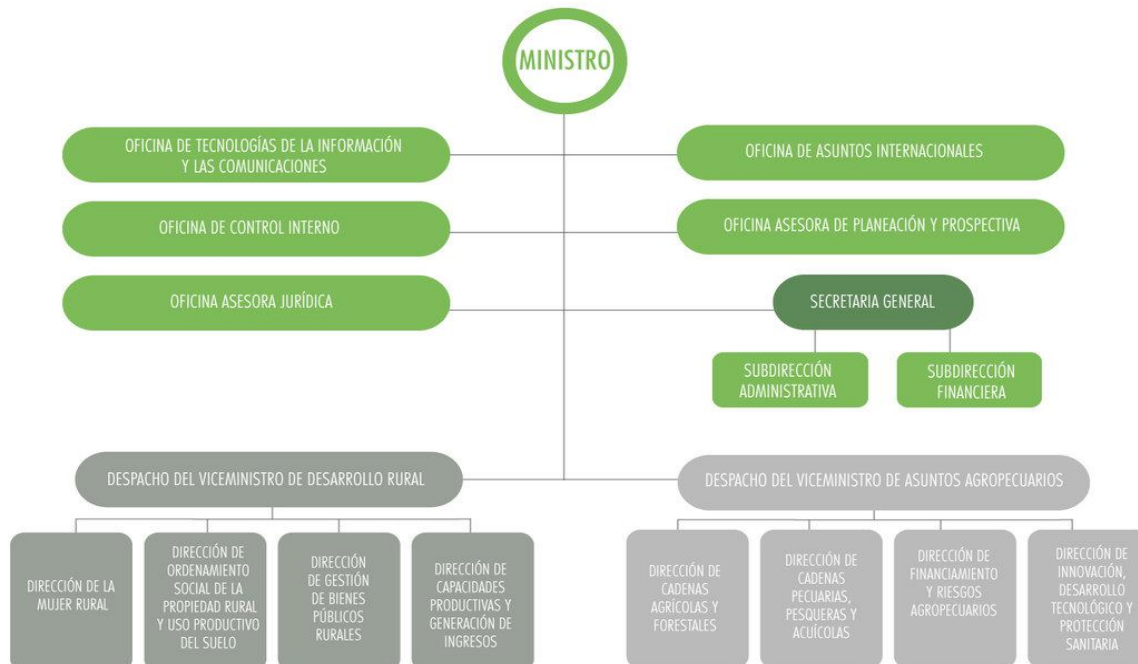 MINISTRO
OFICINA DE TECNOLOGÍAS DE LA INFORMACIÓN
Y LAS COMUNICACIONES
OFICINA DE ASUNTOS INTERNACIONALES
OFICINA DE CONTROL INTERNO
OFICINA ASESORA DE PLANEACIÓN Y PROSPECTIVA
OFICINA ASESORA JURÍDICA
SECRETARIA GENERAL
SUBDIRECCIÓN
ADMINISTRATIVA
SUBDIRECCIÓN
FINANCIERA
DESPACHO DEL VICEMINISTRO DE DESARROLLO RURAL
DESPACHO DEL VICEMINISTRO DE ASUNTOS AGROPECUARIOS
DIRECCIÓN DE LA
MUJER RURAL
DIRECCIÓN DE
ORDENAMIENTO
SOCIAL DE LA
PROPIEDAD RURAL
Y USO PRODUCTIVO
DEL SUELO
DIRECCIÓN
DE GESTIÓN
DE BIENES
PÚBLICOS
RURALES
DIRECCIÓN DE
CAPACIDADES
PRODUCTIVAS Y
GENERACIÓN DE
INGRESOS
DIRECCIÓN DE
CADENAS
AGRÍCOLAS Y
FORESTALES
DIRECCIÓN DE
CADENAS
PECUARIAS,
PESQUERAS Y
ACUÍCOLAS
DIRECCIÓN DE
FINANCIAMIENTO
Y RIESGOS
AGROPECUARIOS
DIRECCIÓN DE
INNOVACIÓN,
DESARROLLO
TECNOLÓGICO Y
PROTECCIÓN
SANITARIA